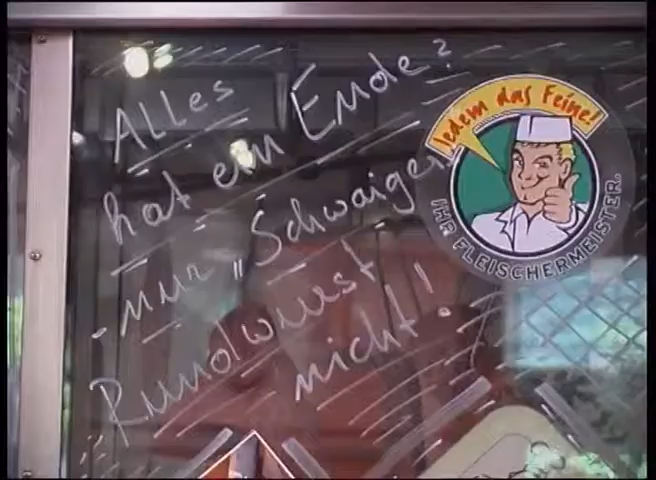 Alles
hat ein Ende?
- nur „Schwaiger
Rundwurst
nicht!
Jedem das Feine!
IHR FLEISCHERMEISTER.